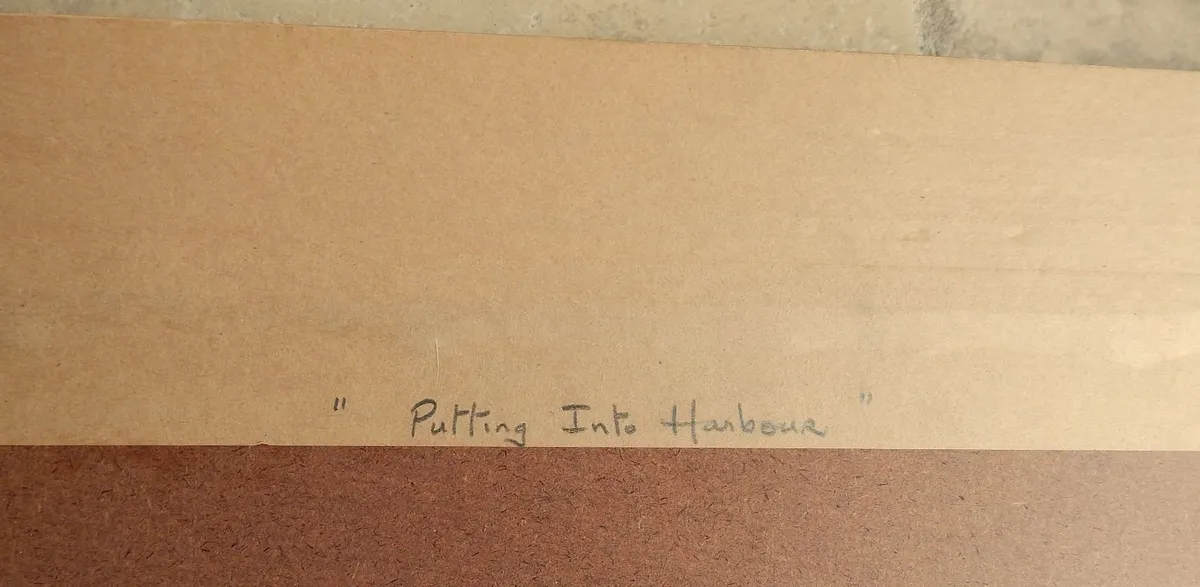 " Putting Into Harbour "